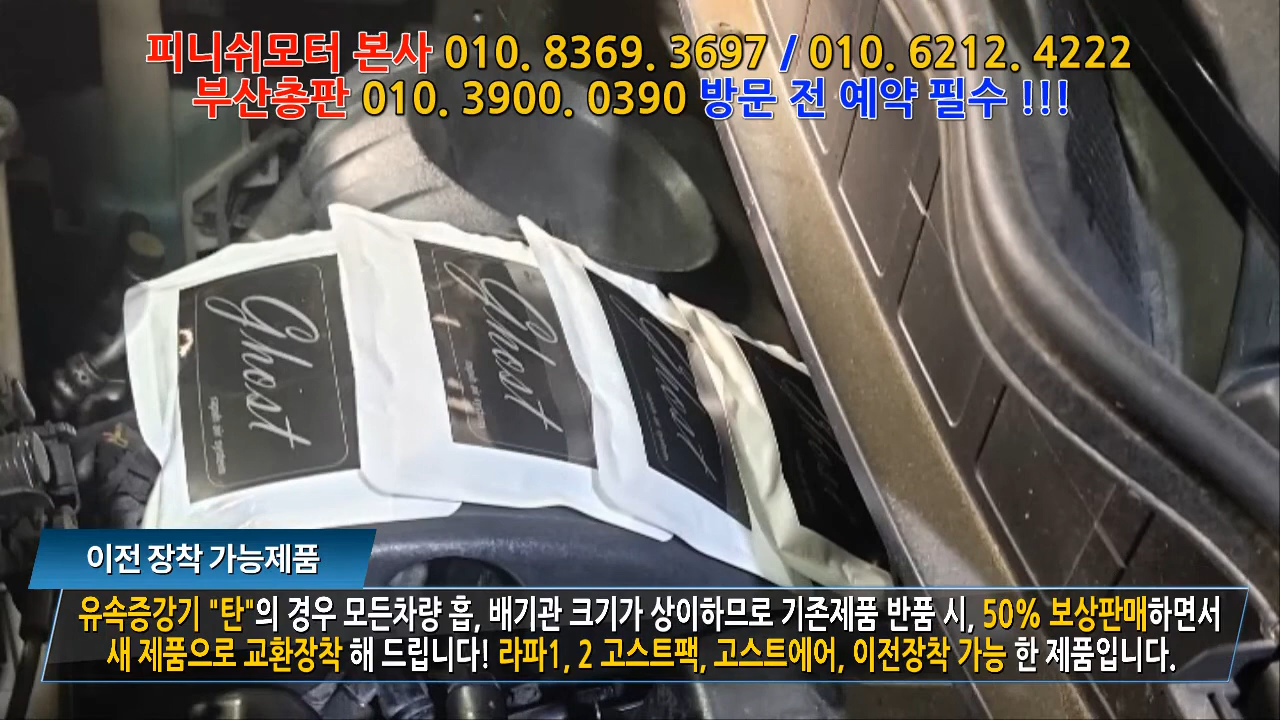 피니쉬모터 본사 010. 8369. 3697 / 010. 6212. 4222
부산총판 010. 3900. 0390 방문 전 예약 필수 !!!
Ghost
Ghost
Ghost
Ghost
이전 장착 가능제품
유속증강기 "탄"의 경우 모든차량 흡, 배기관 크기가 상이하므로 기존제품 반품 시, 50% 보상판매하면서
새 제품으로 교환장착 해 드립니다! 라파1, 2 고스트팩, 고스트에어, 이전장착 가능 한 제품입니다.